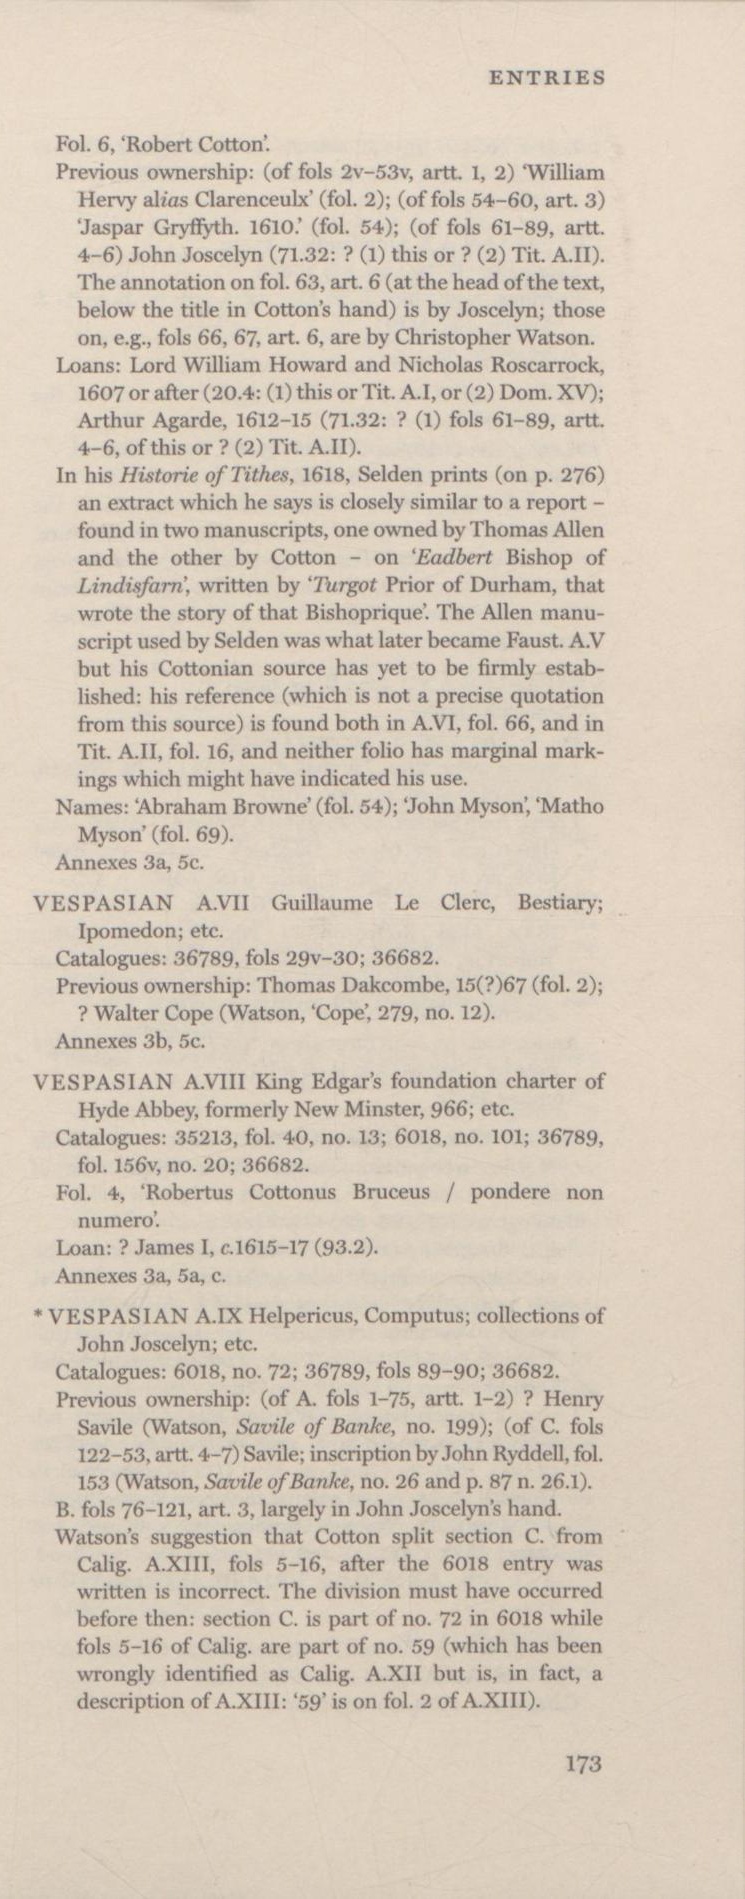 ENTRIES
Fol. 6, ‘Robert Cotton’.
Previous ownership: (of fols 2v–53v, artt. 1, 2) ‘William
Hervy alias Clarenceulx’ (fol. 2); (of fols 54–60, art. 3)
‘Jaspar Gryffyth. 1610.’ (fol. 54); (of fols 61–89, artt.
4–6) John Joscelyn (71.32: ? (1) this or ? (2) Tit. A.II).
The annotation on fol. 63, art. 6 (at the head of the text,
below the title in Cotton’s hand) is by Joscelyn; those
on, e.g., fols 66, 67, art. 6, are by Christopher Watson.
Loans: Lord William Howard and Nicholas Roscarrock,
1607 or after (20.4: (1) this or Tit. A.I, or (2) Dom. XV);
Arthur Agarde, 1612–15 (71.32: ? (1) fols 61–89, artt.
4–6, of this or ? (2) Tit. A.II).
In his Historie of Tithes, 1618, Selden prints (on p. 276)
an extract which he says is closely similar to a report –
found in two manuscripts, one owned by Thomas Allen
and the other by Cotton – on ‘Eadbert Bishop of
Lindisfarn’, written by ‘Turgot Prior of Durham, that
wrote the story of that Bishoprique’. The Allen manu-
script used by Selden was what later became Faust. A.V
but his Cottonian source has yet to be firmly estab-
lished: his reference (which is not a precise quotation
from this source) is found both in A.VI, fol. 66, and in
Tit. A.II, fol. 16, and neither folio has marginal mark-
ings which might have indicated his use.
Names: ‘Abraham Browne’ (fol. 54); ‘John Myson’, ‘Matho
Myson’ (fol. 69).
Annexes 3a, 5c.
VESPASIAN A.VII Guillaume Le Clerc, Bestiary;
Ipomedon; etc.
Catalogues: 36789, fols 29v–30; 36682.
Previous ownership: Thomas Dakcombe, 15(?)67 (fol. 2);
? Walter Cope (Watson, ‘Cope’, 279, no. 12).
Annexes 3b, 5c.
VESPASIAN A.VIII King Edgar’s foundation charter of
Hyde Abbey, formerly New Minster, 966; etc.
Catalogues: 35213, fol. 40, no. 13; 6018, no. 101; 36789,
fol. 156v, no. 20; 36682.
Fol. 4, ‘Robertus Cottonus Bruceus / pondere non
numero’.
Loan: ? James I, c.1615–17 (93.2).
Annexes 3a, 5a, c.
* VESPASIAN A.IX Helpericus, Computus; collections of
John Joscelyn; etc.
Catalogues: 6018, no. 72; 36789, fols 89–90; 36682.
Previous ownership: (of A. fols 1–75, artt. 1–2) ? Henry
Savile (Watson, Savile of Banke, no. 199); (of C. fols
122–53, artt. 4–7) Savile; inscription by John Ryddell, fol.
153 (Watson, Savile of Banke, no. 26 and p. 87 n. 26.1).
B. fols 76–121, art. 3, largely in John Joscelyn’s hand.
Watson’s suggestion that Cotton split section C. from
Calig. A.XIII, fols 5–16, after the 6018 entry was
written is incorrect. The division must have occurred
before then: section C. is part of no. 72 in 6018 while
fols 5–16 of Calig. are part of no. 59 (which has been
wrongly identified as Calig. A.XII but is, in fact, a
description of A.XIII: ‘59’ is on fol. 2 of A.XIII).
173